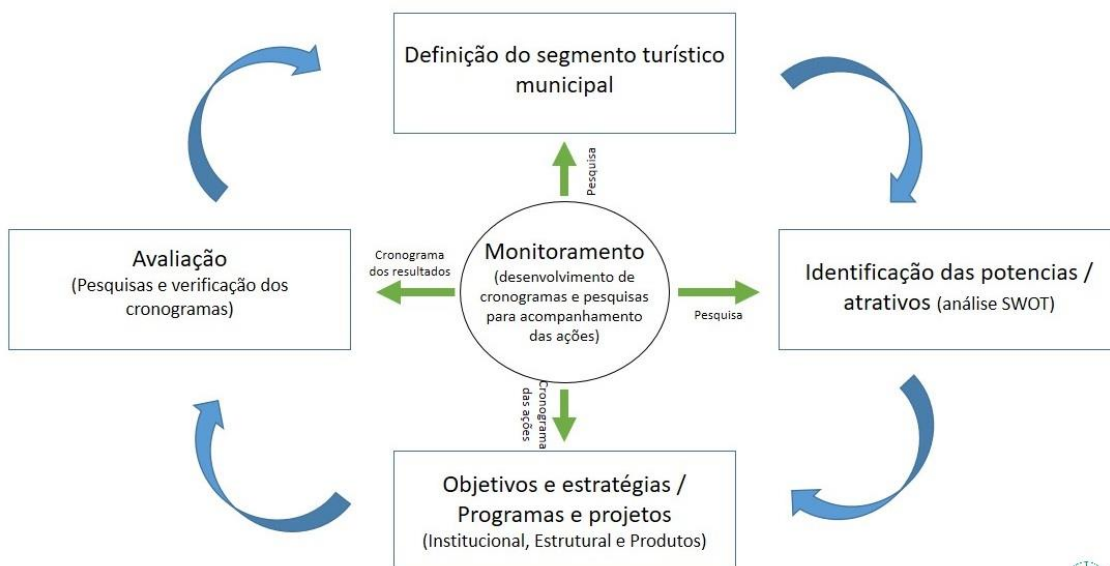 Definição do segmento turístico
municipal
Pesquisa
Avaliação
(Pesquisas e verificação dos
cronogramas)
Cronograma
dos resultados
Monitoramento
(desenvolvimento de
cronogramas e pesquisas
para acompanhamento
das ações)
Pesquisa
Identificação das potencias /
atrativos (análise SWOT)
Cronograma
das ações
Objetivos e estratégias /
Programas e projetos
(Institucional, Estrutural e Produtos)